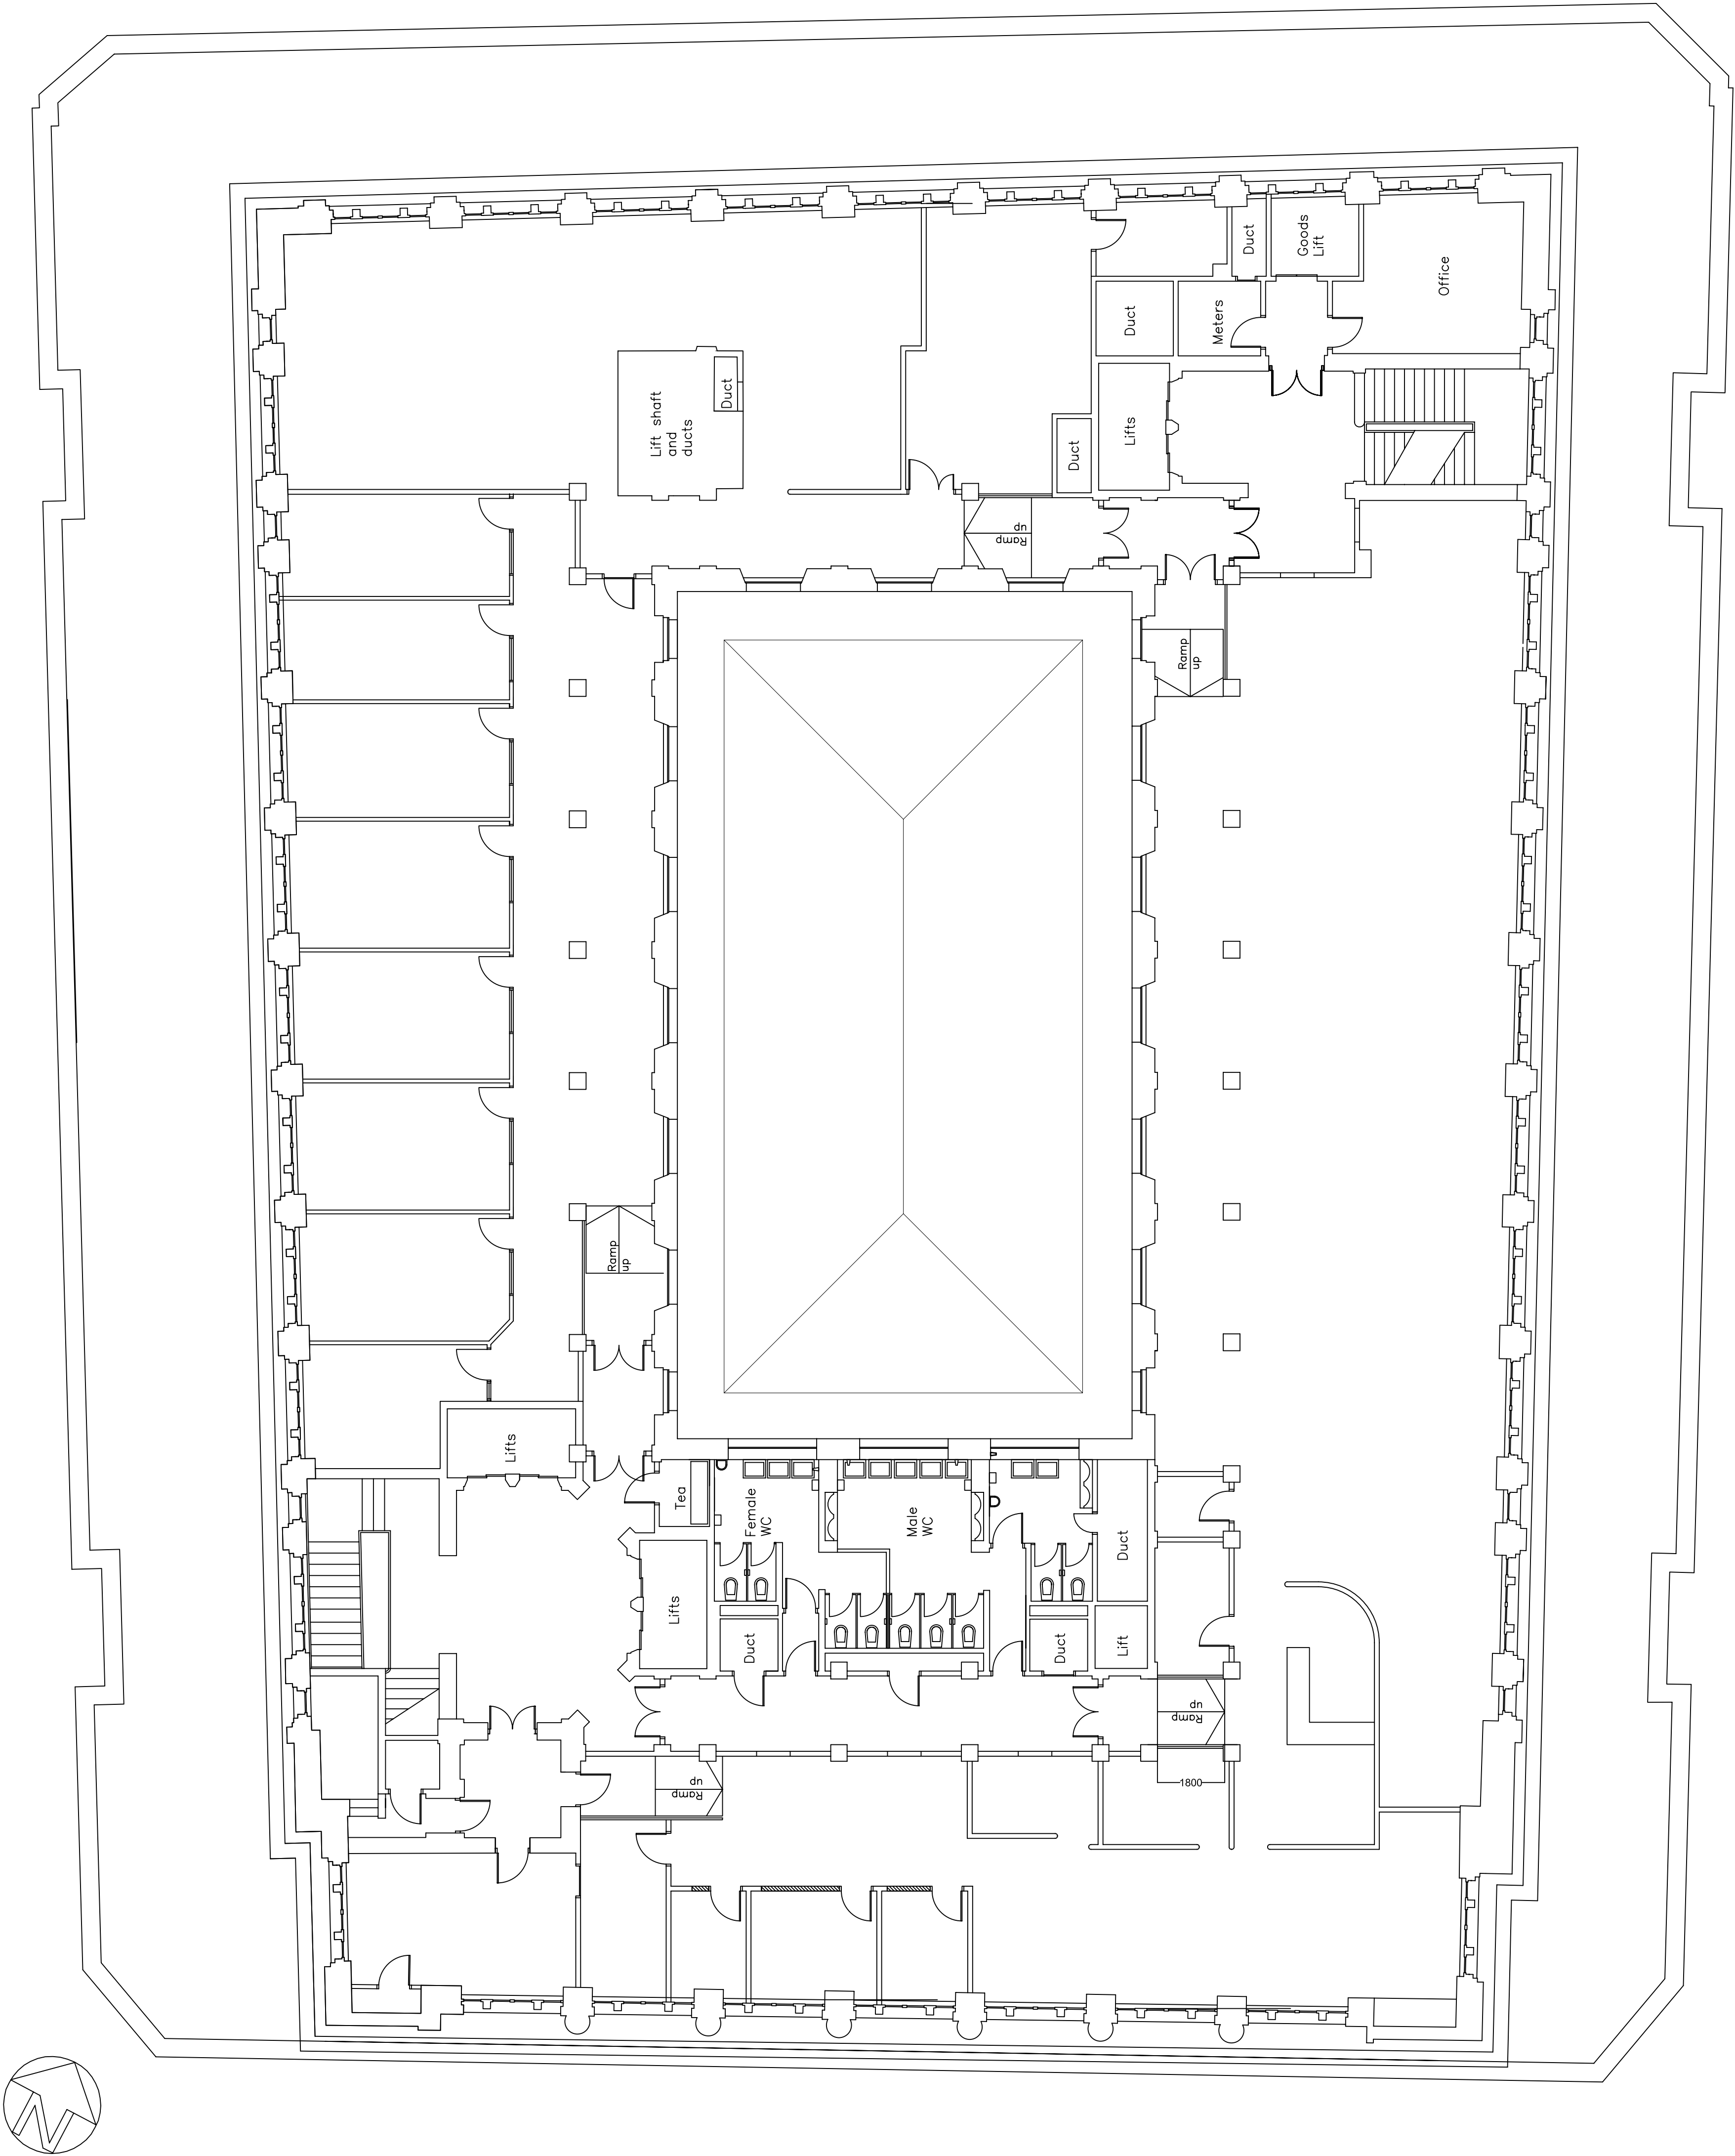 Duct
Goods
Lift
Office
Duct
Meters
Duct
Lift shaft
and
ducts
Lifts
Duct
Ramp
up
Ramp
up
Ramp
up
Lifts
Tea
Female
WC
Male
WC
Duct
Lifts
Duct
Duct
Lift
Ramp
up
Ramp
up
1800
N